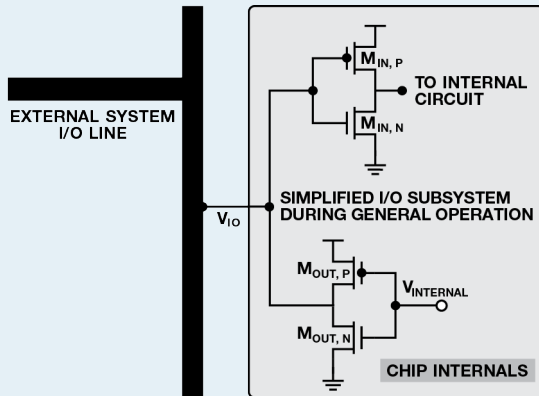 M_IN, P
TO INTERNAL
CIRCUIT
M_IN, N
EXTERNAL SYSTEM
I/O LINE
SIMPLIFIED I/O SUBSYSTEM
DURING GENERAL OPERATION
V_IO
M_OUT, P
V_INTERNAL
M_OUT, N
CHIP INTERNALS